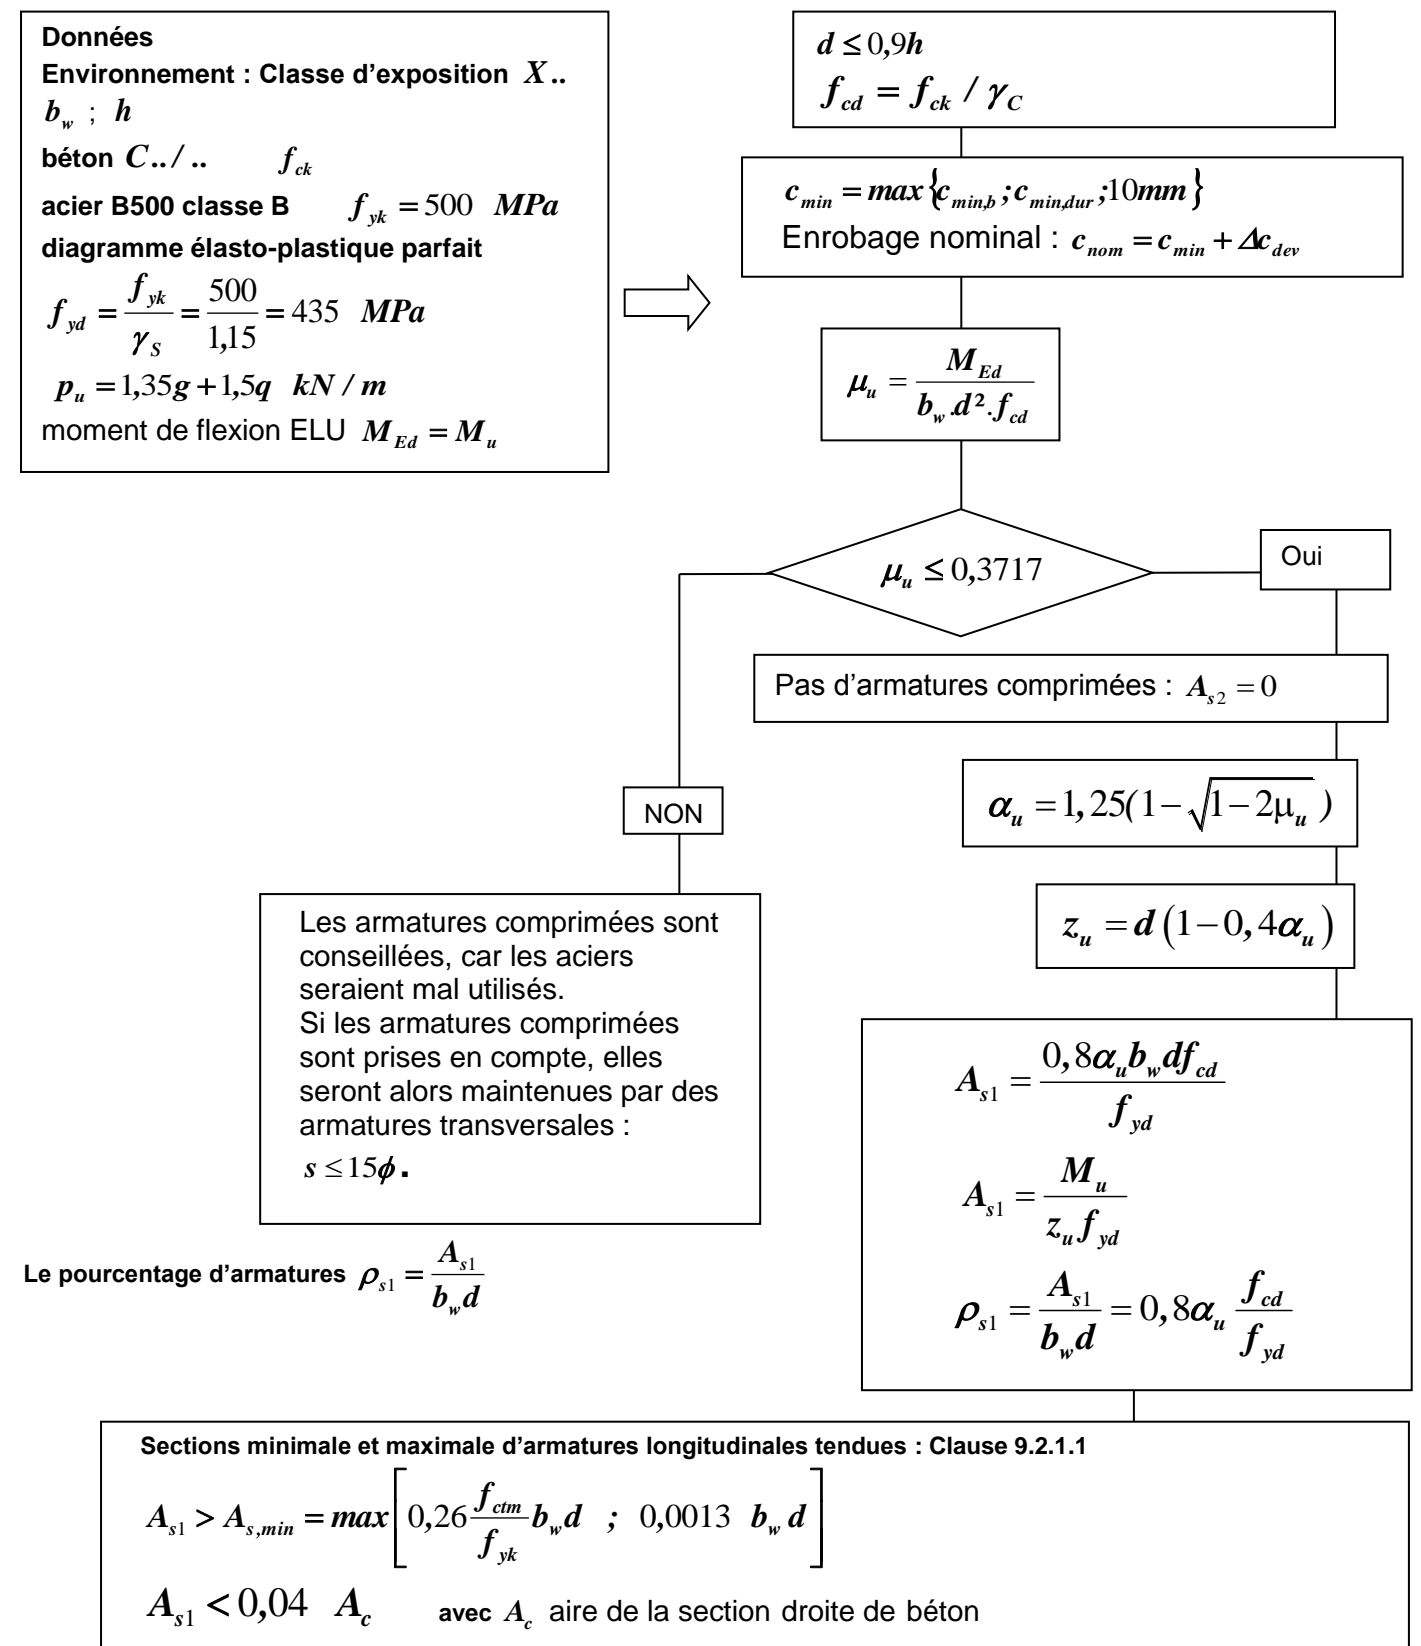 Données
Environnement : Classe d’exposition X..
b_w ; h
béton C../ .. f_ck
acier B500 classe B f_yk = 500 MPa
diagramme élasto-plastique parfait
f_yd = f_yk / γ_S = 500 / 1,15 = 435 MPa
p_u = 1,35g + 1,5q kN / m
moment de flexion ELU M_Ed = M_u
d ≤ 0,9h
f_cd = f_ck / γ_C
c_min = max{c_min,b ; c_min,dur ; 10mm}
Enrobage nominal : c_nom = c_min + Δc_dev
μ_u = M_Ed / b_w.d².f_cd
μ_u ≤ 0,3717
Oui
Pas d’armatures comprimées : A_s2 = 0
α_u = 1,25(1 − √(1 − 2μ_u) )
NON
z_u = d(1 − 0,4α_u)
Les armatures comprimées sont
conseillées, car les aciers
seraient mal utilisés.
Si les armatures comprimées
sont prises en compte, elles
seront alors maintenues par des
armatures transversales :
s ≤ 15ϕ.
A_s1 = 0,8α_u b_w d f_cd / f_yd
A_s1 = M_u / z_u f_yd
ρ_s1 = A_s1 / b_w d = 0,8α_u f_cd / f_yd
Le pourcentage d’armatures ρ_s1 = A_s1 / b_w d
Sections minimale et maximale d’armatures longitudinales tendues : Clause 9.2.1.1
A_s1 > A_s,min = max[0,26 f_ctm / f_yk b_w d ; 0,0013 b_w d]
A_s1 < 0,04 A_c avec A_c aire de la section droite de béton